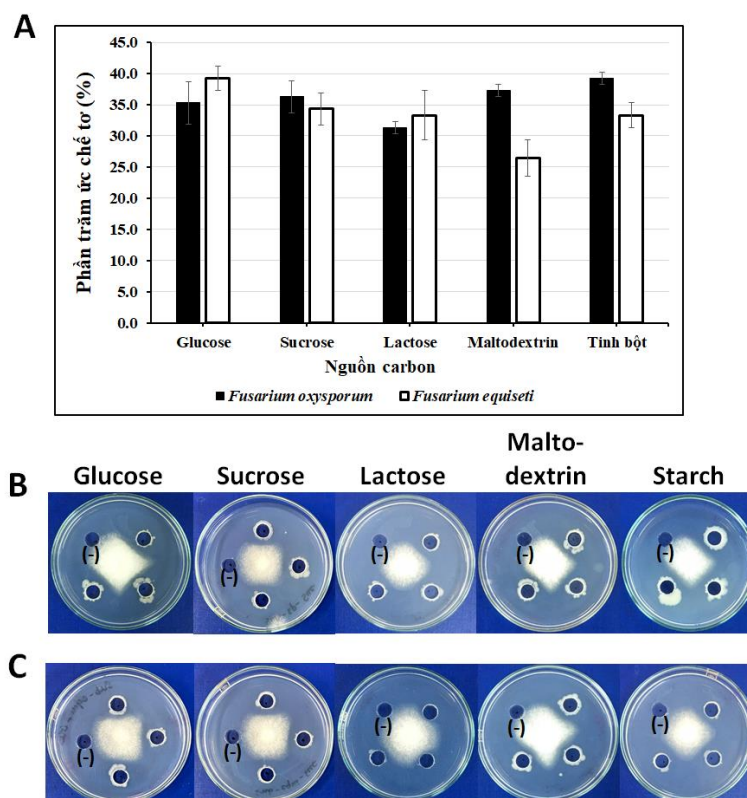 A
Phần trăm ức chế tơ (%)
45.0
40.0
35.0
30.0
25.0
20.0
15.0
10.0
5.0
0.0
Glucose Sucrose Lactose Maltodextrin Tinh bột
Nguồn carbon
Fusarium oxysporum Fusarium equiseti
Glucose Sucrose Lactose Malto-
dextrin Starch
B
(-) (-) (-) (-) (-)
C
(-) (-) (-) (-) (-)